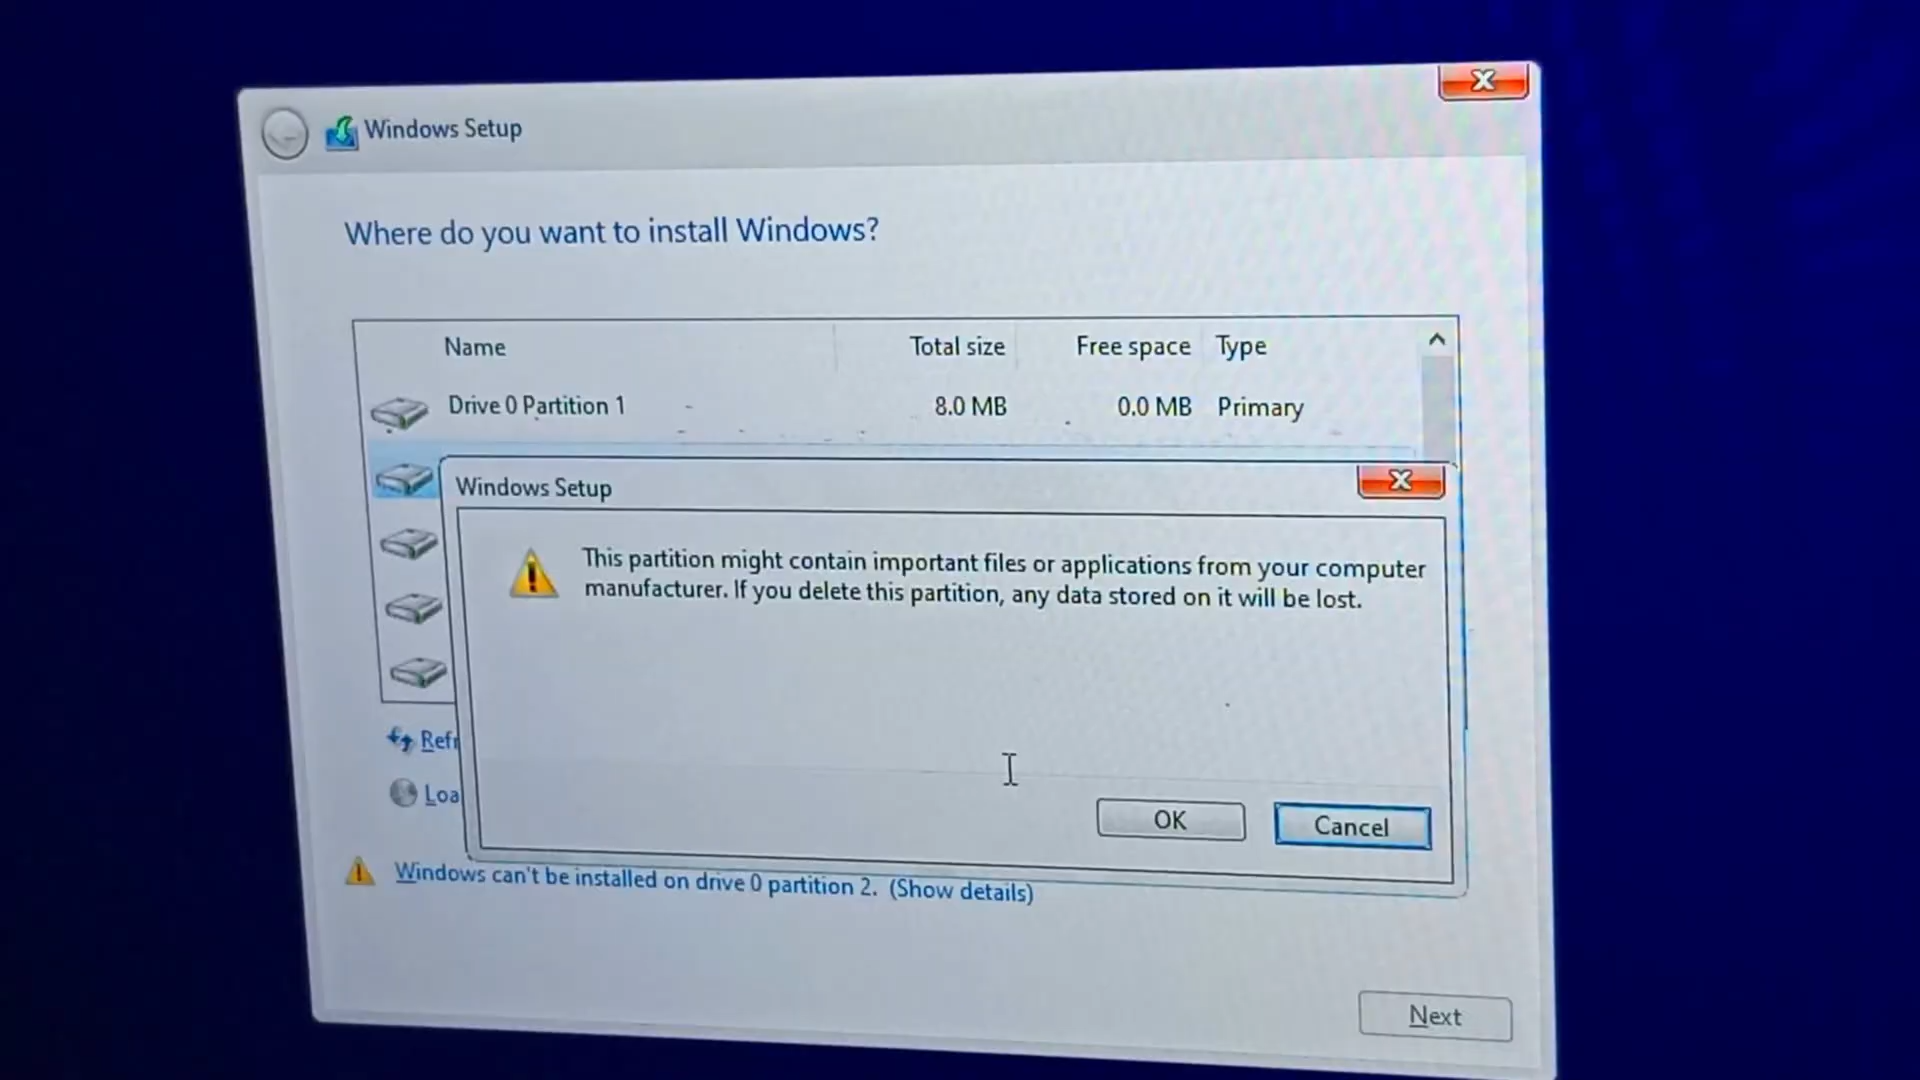 Windows Setup
Where do you want to install Windows?
Name Total size Free space Type
Drive 0 Partition 1 8.0 MB 0.0 MB Primary
Windows Setup
This partition might contain important files or applications from your computer
manufacturer. If you delete this partition, any data stored on it will be lost.
Refr
Loa
OK Cancel
Windows can't be installed on drive 0 partition 2. (Show details)
Next